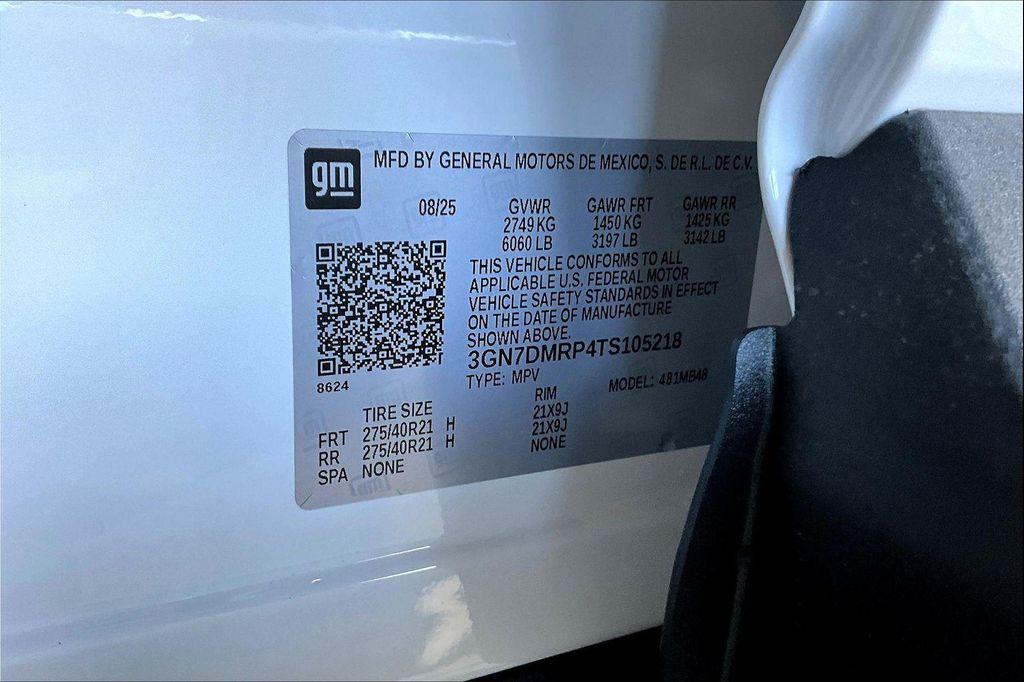 gm MFD BY GENERAL MOTORS DE MEXICO, S. DE R.L. DE C.V.
08/25 GVWR GAWR FRT GAWR RR
2749 KG 1450 KG 1425 KG
6060 LB 3197 LB 3142 LB
THIS VEHICLE CONFORMS TO ALL
APPLICABLE U.S. FEDERAL MOTOR
VEHICLE SAFETY STANDARDS IN EFFECT
ON THE DATE OF MANUFACTURE
SHOWN ABOVE.
3GN7DMRP4TS105218
8624
TYPE: MPV MODEL: 481MB48
TIRE SIZE RIM
FRT 275/40R21 H 21X9J
RR 275/40R21 H 21X9J
SPA NONE NONE